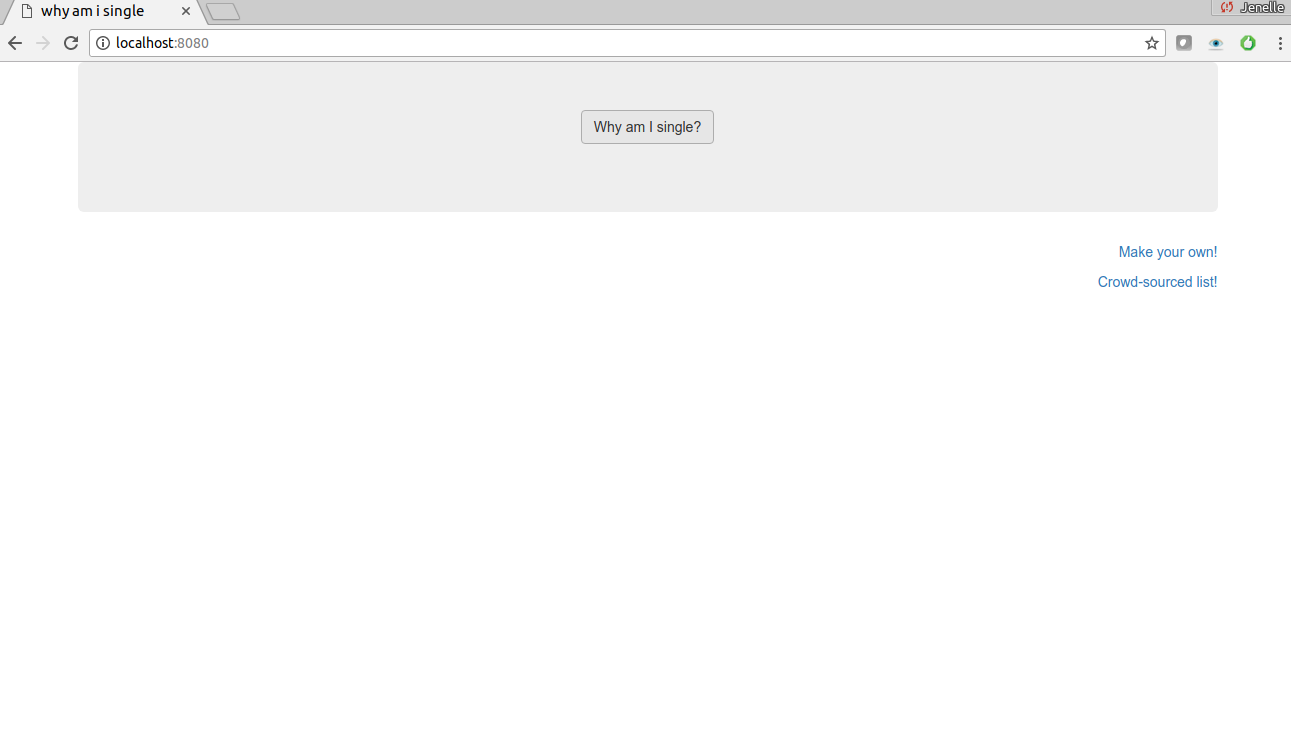 why am i single
Jenelle
localhost:8080
Why am I single?
Make your own!
Crowd-sourced list!